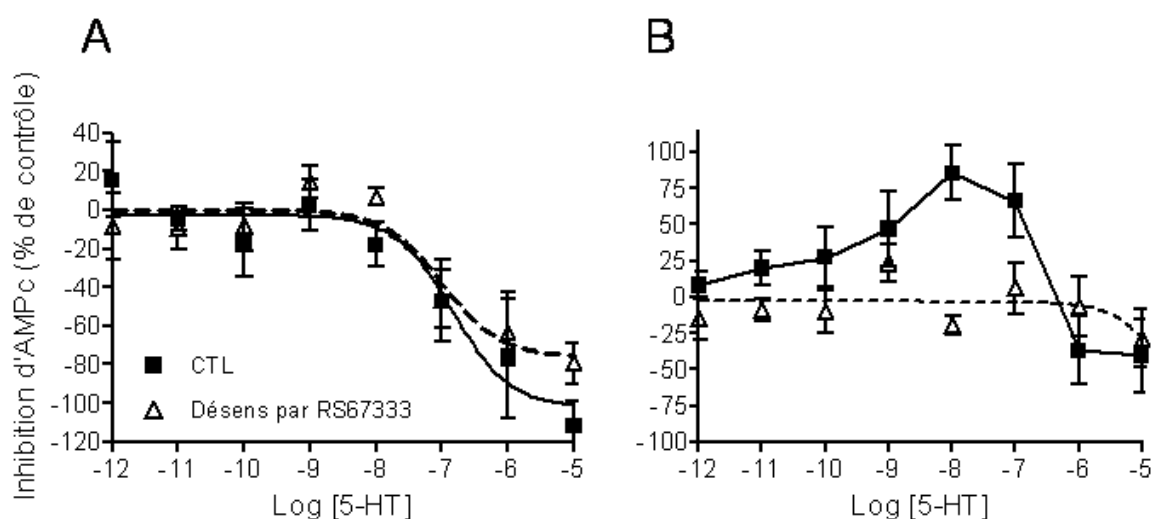 A
B
Inhibition d'AMPc (% de contrôle)
40
20
0
-20
-40
-60
-80
-100
-120
CTL
Désens par RS67333
-12 -11 -10 -9 -8 -7 -6 -5
Log [5-HT]
100
75
50
25
0
-25
-50
-75
-100
-12 -11 -10 -9 -8 -7 -6 -5
Log [5-HT]